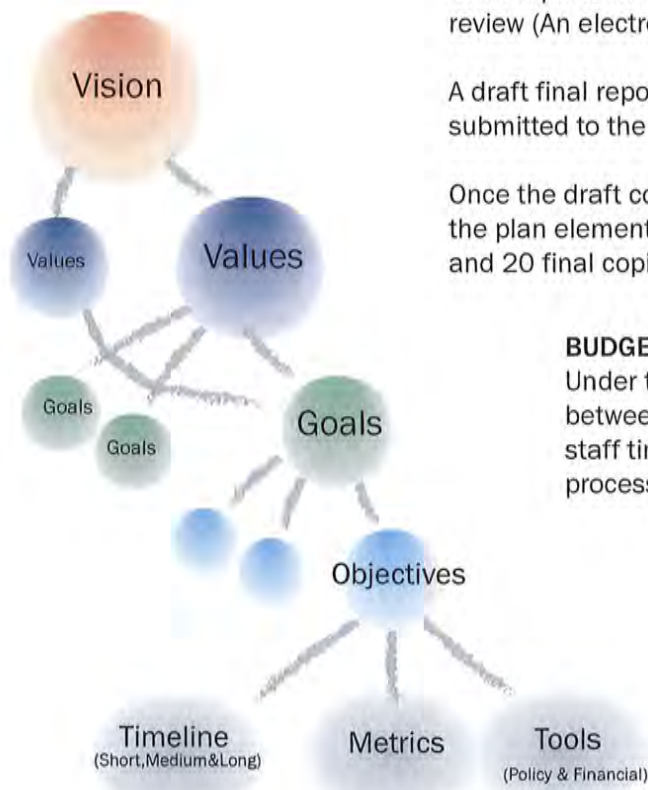 Vision
Values
Values
Goals
Goals
Goals
Objectives
Timeline
(Short,Medium&Long)
Metrics
Tools
(Policy & Financial)
review (An electro
A draft final repo
submitted to the
Once the draft co
the plan element
and 20 final copi
BUDGE
Under t
betwee
staff ti
process